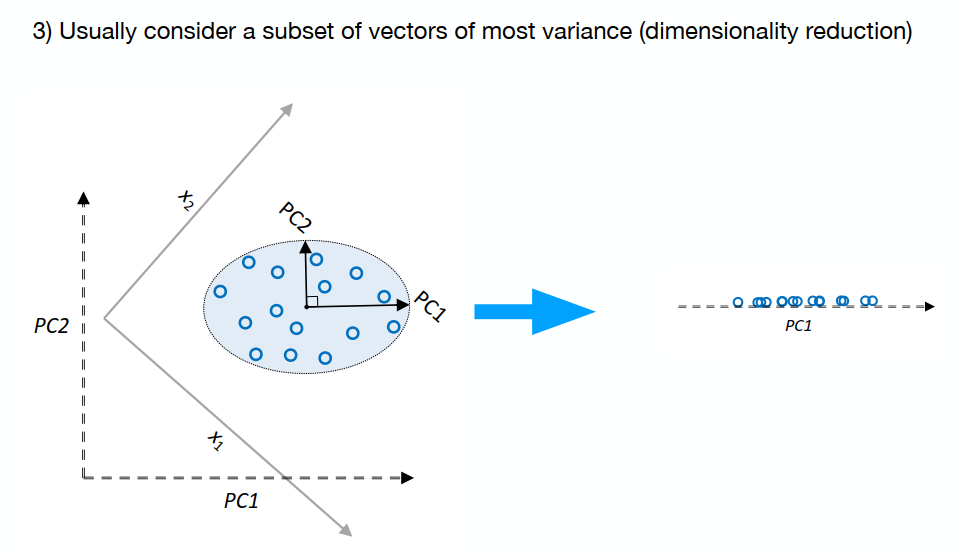 3) Usually consider a subset of vectors of most variance (dimensionality reduction)
x₂
PC2
PC1
PC2
PC1
x₁
PC1